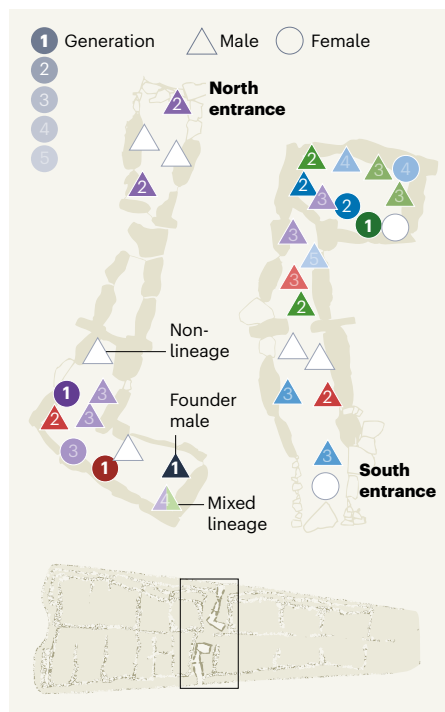 1 Generation Male Female
2
3
4
5
North
entrance
2
2
2 4 3 4
2 3 2 3
1
3
5
3
2
Non-
lineage
1 3
2 3
3 1
Founder
male
1
4
Mixed
lineage
3 2
3
South
entrance